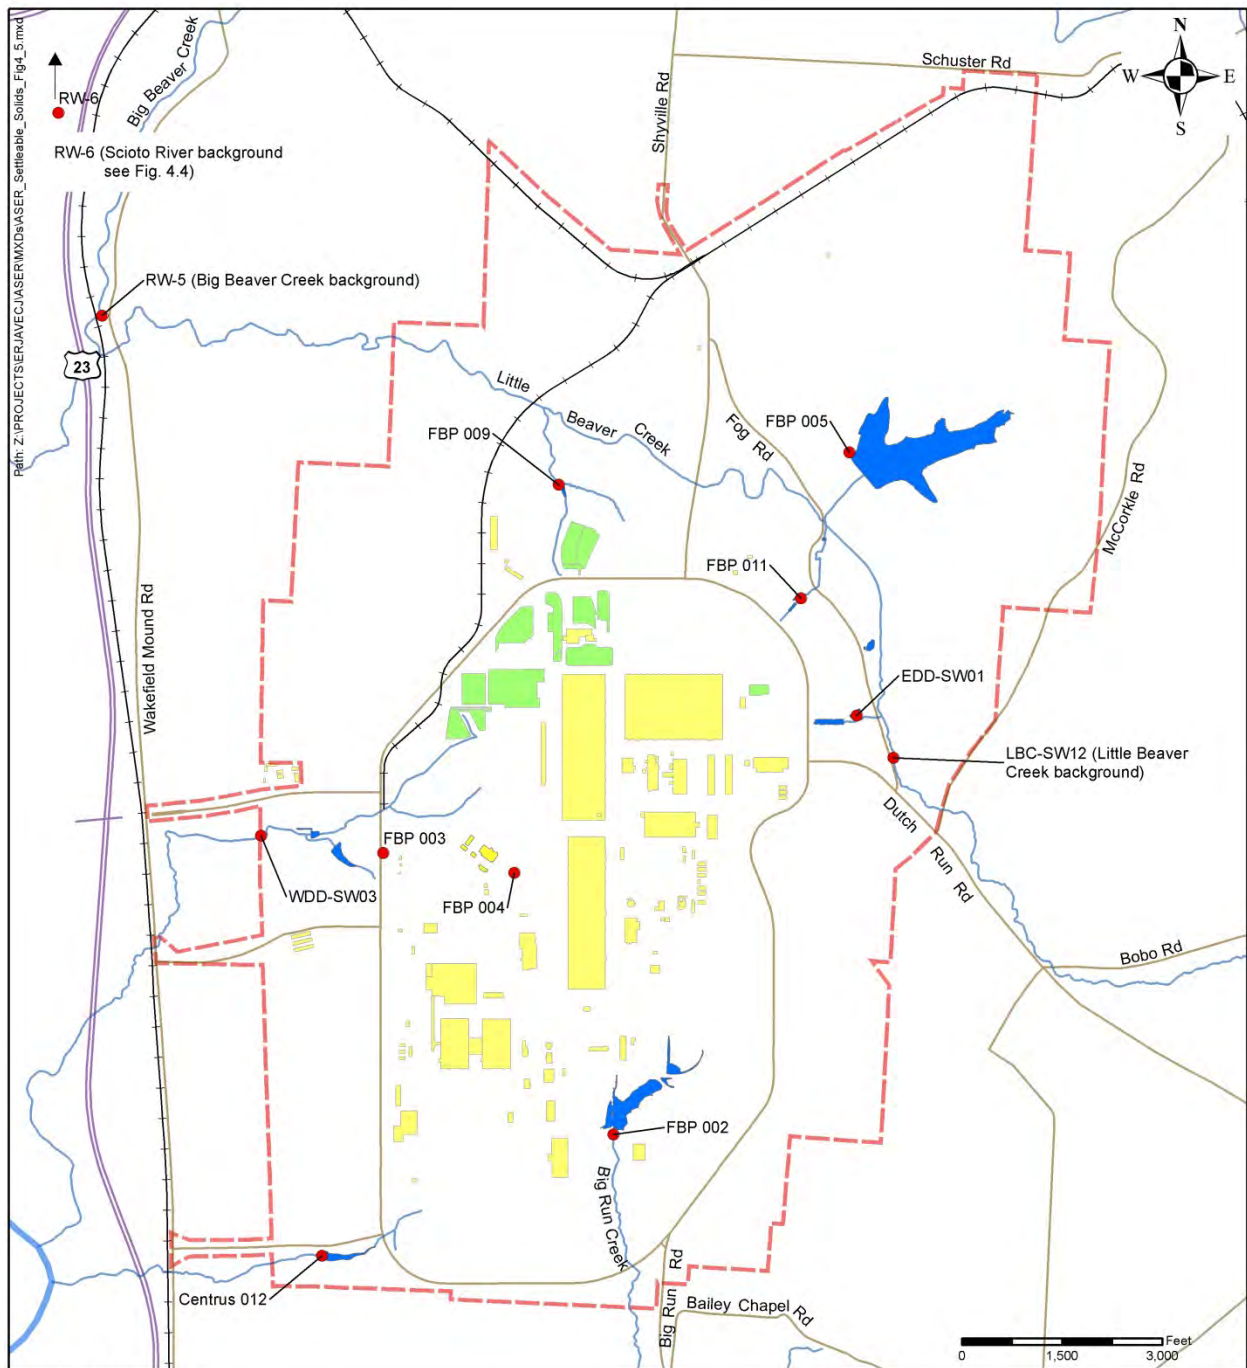 Path: Z:\PROJECTS\ERJAVECJ\ASER\MXDs\ASER_Settleable_Solids_Fig4_5.mxd
N
W
E
S
Schuster Rd
Shyville Rd
Big Beaver Creek
RW-6
RW-6 (Scioto River background
see Fig. 4.4)
RW-5 (Big Beaver Creek background)
23
Little
Beaver
Creek
FBP 009
Fog Rd
FBP 005
McCorkle Rd
FBP 011
Wakefield Mound Rd
EDD-SW01
LBC-SW12 (Little Beaver
Creek background)
Dutch
Run
Rd
FBP 003
WDD-SW03
FBP 004
Bobo Rd
FBP 002
Big Run Creek
Centrus 012
Big Run
Rd
Bailey Chapel Rd
Feet
0
1,500
3,000